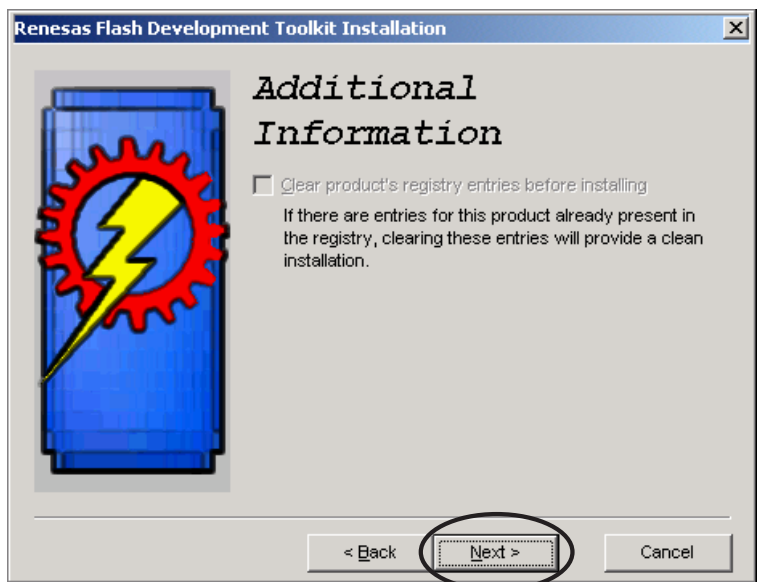 Renesas Flash Development Toolkit Installation
Additional
Information
Clear product's registry entries before installing
If there are entries for this product already present in
the registry, clearing these entries will provide a clean
installation.
< Back
Next >
Cancel